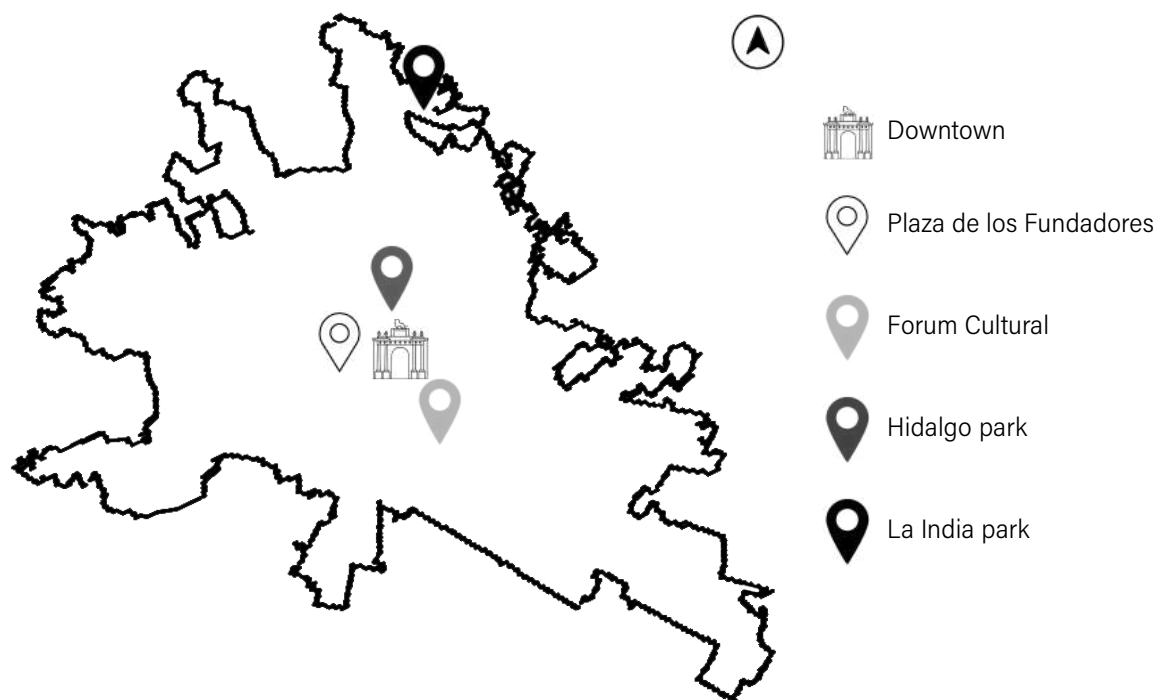 Downtown
Plaza de los Fundadores
Forum Cultural
Hidalgo park
La India park